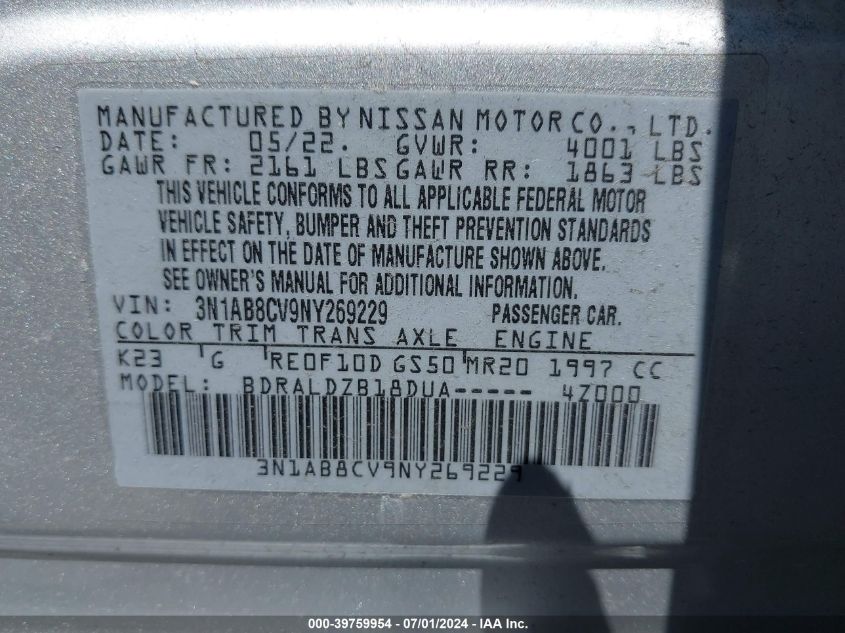 MANUFACTURED BY NISSAN MOTOR CO., LTD.
DATE: 05/22. GVWR: 4001 LBS
GAWR FR: 2161 LBS GAWR RR: 1863 LBS
THIS VEHICLE CONFORMS TO ALL APPLICABLE FEDERAL MOTOR
VEHICLE SAFETY, BUMPER AND THEFT PREVENTION STANDARDS
IN EFFECT ON THE DATE OF MANUFACTURE SHOWN ABOVE.
SEE OWNER'S MANUAL FOR ADDITIONAL INFORMATION.
VIN: 3N1AB8CV9NY269229 PASSENGER CAR.
COLOR TRIM TRANS AXLE ENGINE
K23 G RE0F10D GS50 MR20 1997 CC
MODEL: BDRALDZB18DUA----- 4Z000
3N1AB8CV9NY269229
000-39759954 - 07/01/2024 - IAA Inc.